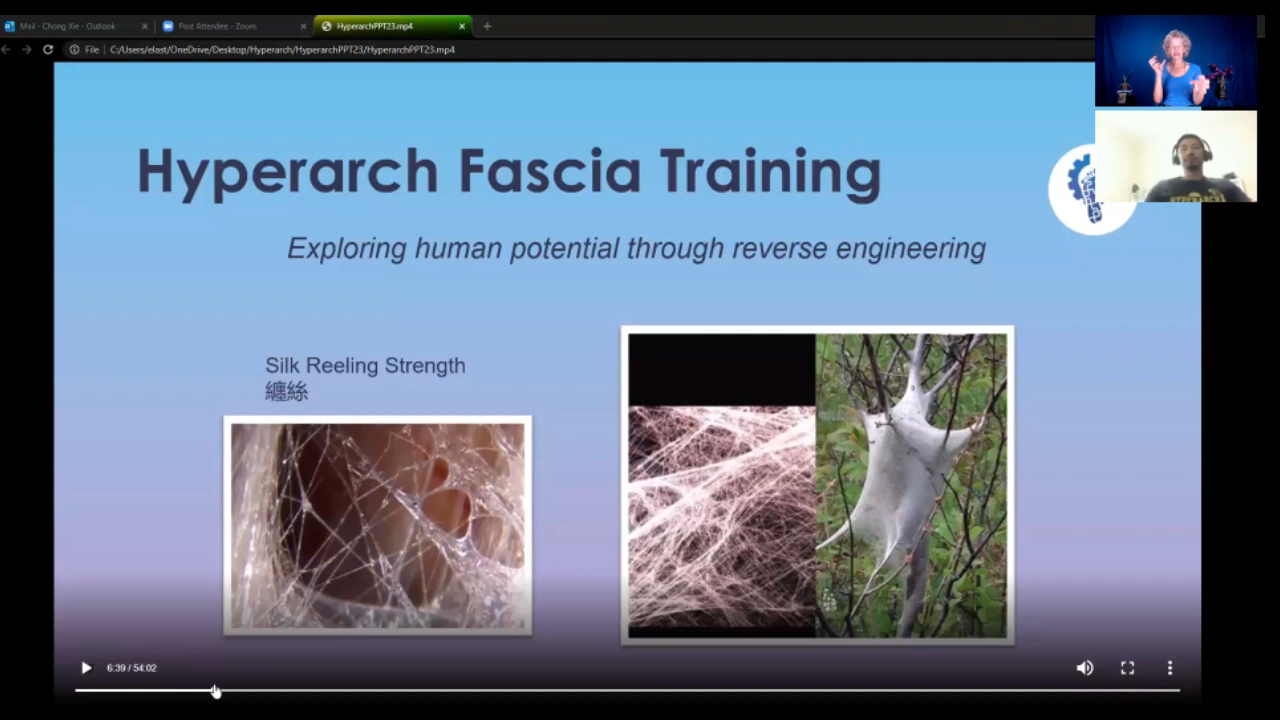 Mail - Chong Xie - Outlook
Post Attendee - Zoom
HyperarchPPT23.mp4
File | C:/Users/elast/OneDrive/Desktop/Hyperarch/HyperarchPPT23/HyperarchPPT23.mp4
Hyperarch Fascia Training
Exploring human potential through reverse engineering
HYPERARCH
Silk Reeling Strength
纏絲
6:39 / 54:02